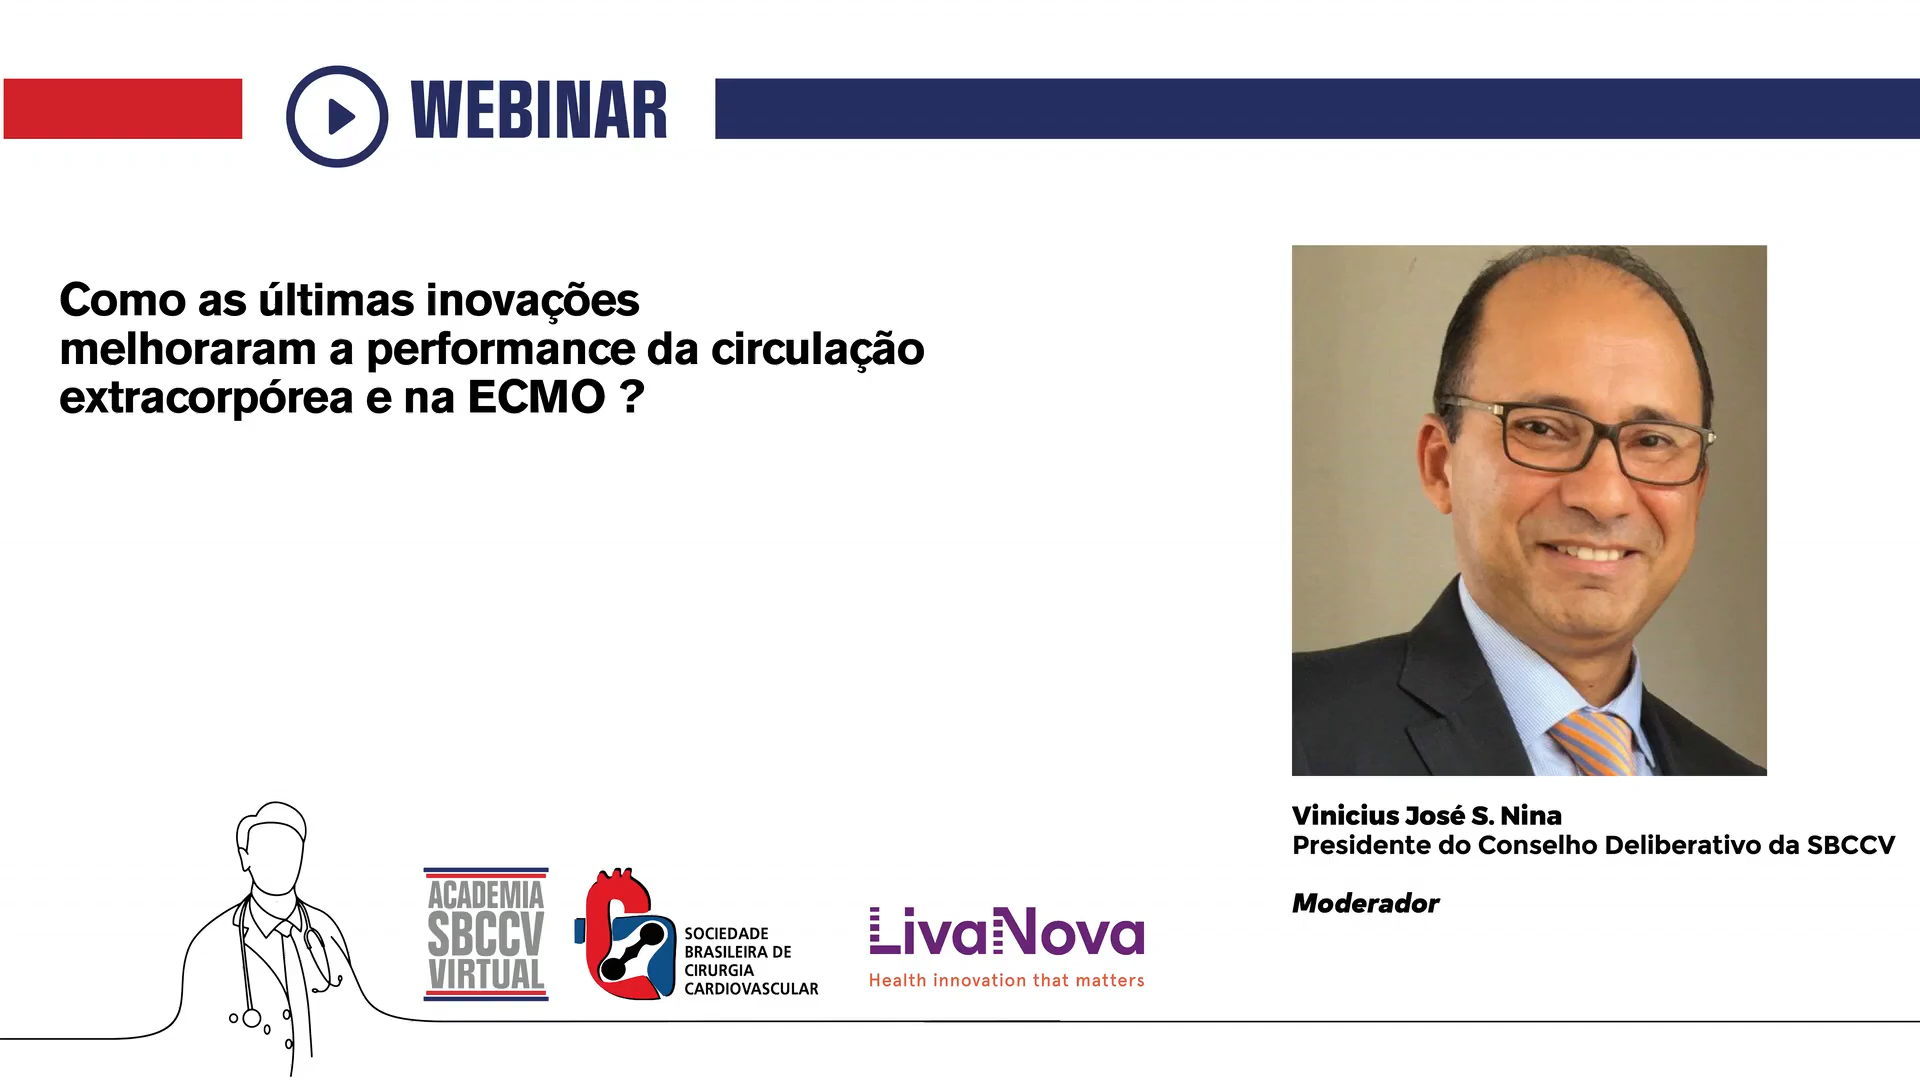 WEBINAR
Como as últimas inovações
melhoraram a performance da circulação
extracorpórea e na ECMO ?
Vinicius José S. Nina
Presidente do Conselho Deliberativo da SBCCV
Moderador
ACADEMIA
SBCCV
VIRTUAL
SOCIEDADE
BRASILEIRA DE
CIRURGIA
CARDIOVASCULAR
LivaNova
Health innovation that matters